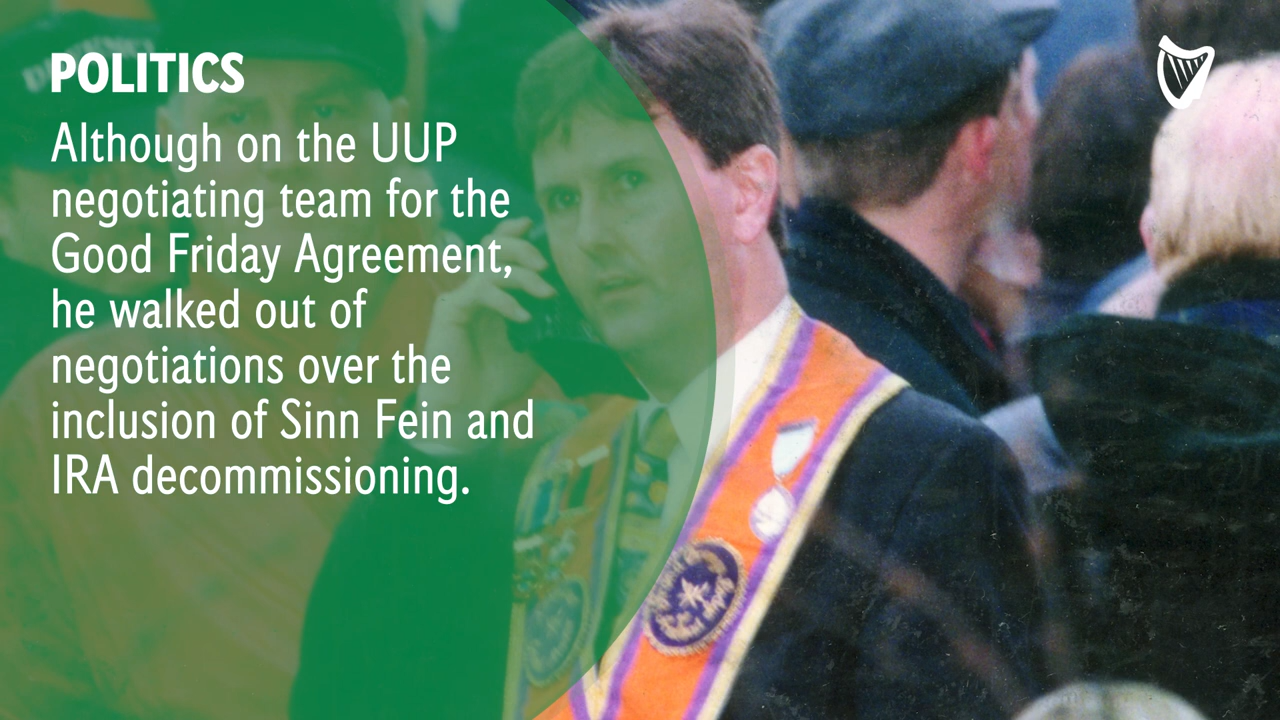 POLITICS
Although on the UUP
negotiating team for the
Good Friday Agreement,
he walked out of
negotiations over the
inclusion of Sinn Fein and
IRA decommissioning.